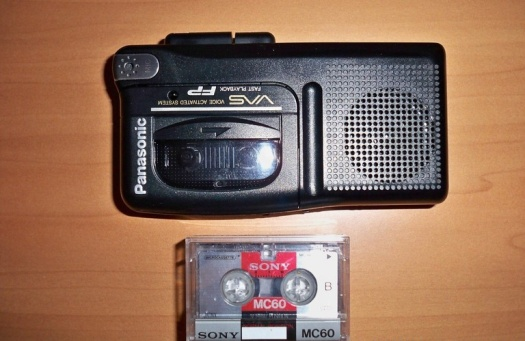 Panasonic
VAS VOICE ACTIVATED SYSTEM
FP
FAST PLAYBACK
SONY
B
MC60
SONY MC60